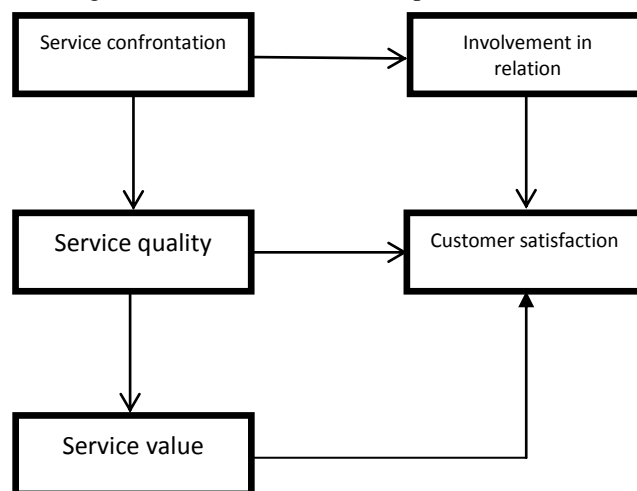 Service confrontation
Involvement in
relation
Service quality
Customer satisfaction
Service value